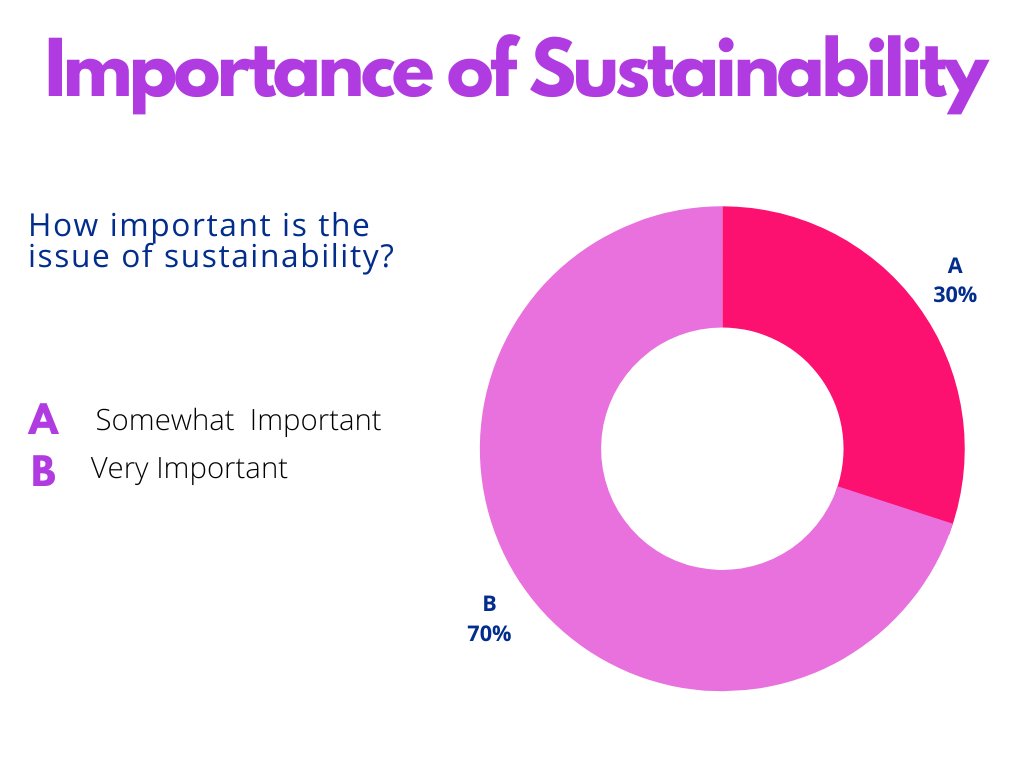 Importance of Sustainability
How important is the
issue of sustainability?
A Somewhat Important
B Very Important
A
30%
B
70%